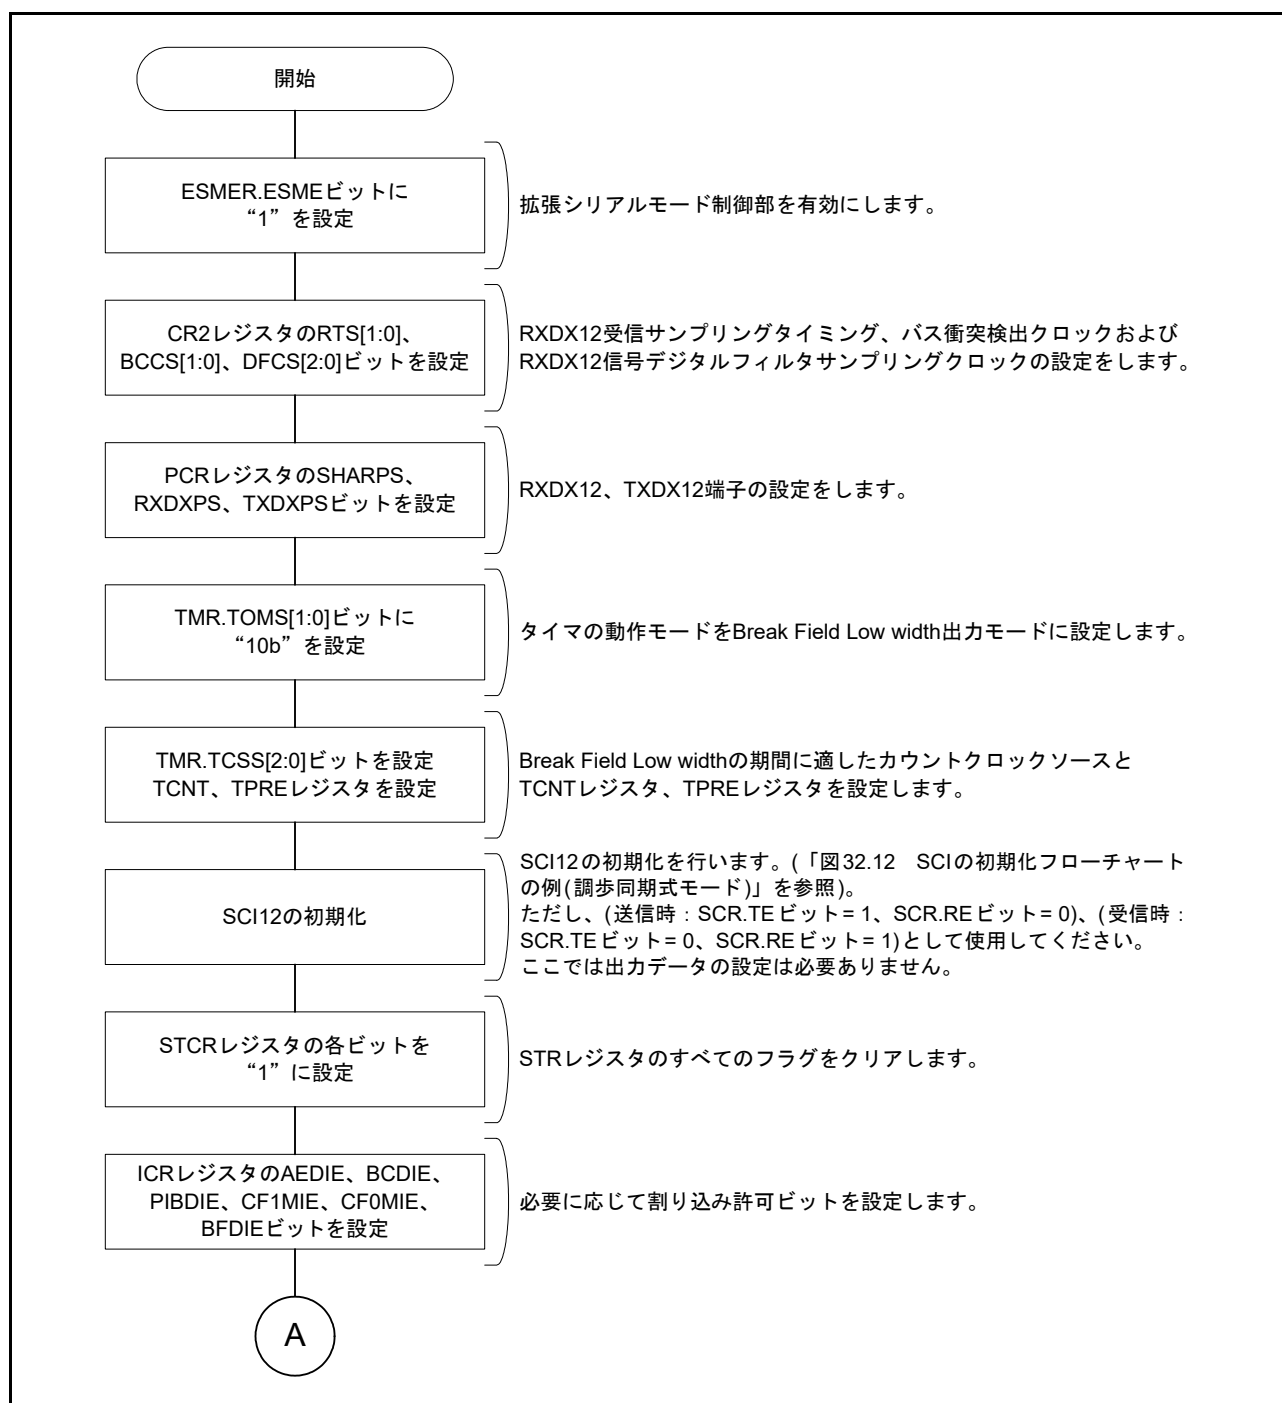 開始
ESMER.ESMEビットに
“1”を設定
拡張シリアルモード制御部を有効にします。
CR2レジスタのRTS[1:0]、
BCCS[1:0]、DFCS[2:0]ビットを設定
RXDX12受信サンプリングタイミング、バス衝突検出クロックおよび
RXDX12信号デジタルフィルタサンプリングクロックの設定をします。
PCRレジスタのSHARPS、
RXDXPS、TXDXPSビットを設定
RXDX12、TXDX12端子の設定をします。
TMR.TOMS[1:0]ビットに
“10b”を設定
タイマの動作モードをBreak Field Low width出力モードに設定します。
TMR.TCSS[2:0]ビットを設定
TCNT、TPREレジスタを設定
Break Field Low widthの期間に適したカウントクロックソースと
TCNTレジスタ、TPREレジスタを設定します。
SCI12の初期化
SCI12の初期化を行います。(「図32.12　SCIの初期化フローチャート
の例(調歩同期式モード)」を参照)。
ただし、(送信時：SCR.TEビット= 1、SCR.REビット= 0)、(受信時：
SCR.TEビット= 0、SCR.REビット= 1)として使用してください。
ここでは出力データの設定は必要ありません。
STCRレジスタの各ビットを
“1”に設定
STRレジスタのすべてのフラグをクリアします。
ICRレジスタのAEDIE、BCDIE、
PIBDIE、CF1MIE、CF0MIE、
BFDIEビットを設定
必要に応じて割り込み許可ビットを設定します。
A